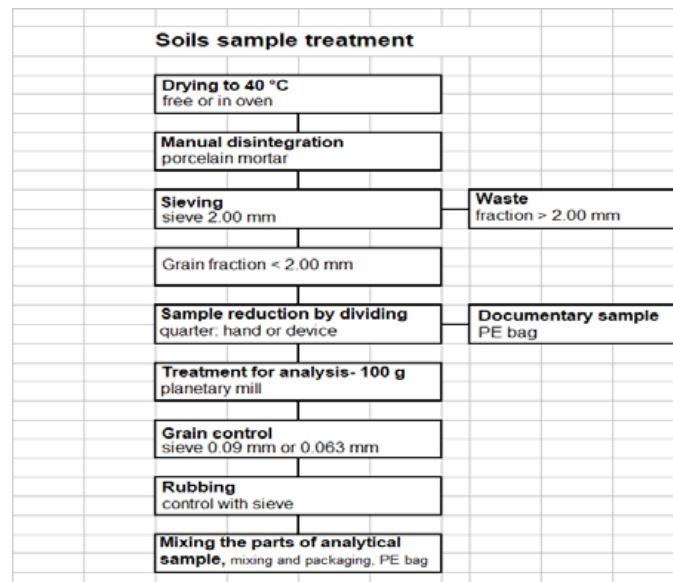 Soils sample treatment
Drying to 40 °C
free or in oven
Manual disintegration
porcelain mortar
Sieving
sieve 2.00 mm
Waste
fraction > 2.00 mm
Grain fraction < 2.00 mm
Sample reduction by dividing
quarter: hand or device
Documentary sample
PE bag
Treatment for analysis- 100 g
planetary mill
Grain control
sieve 0.09 mm or 0.063 mm
Rubbing
control with sieve
Mixing the parts of analytical
sample, mixing and packaging, PE bag